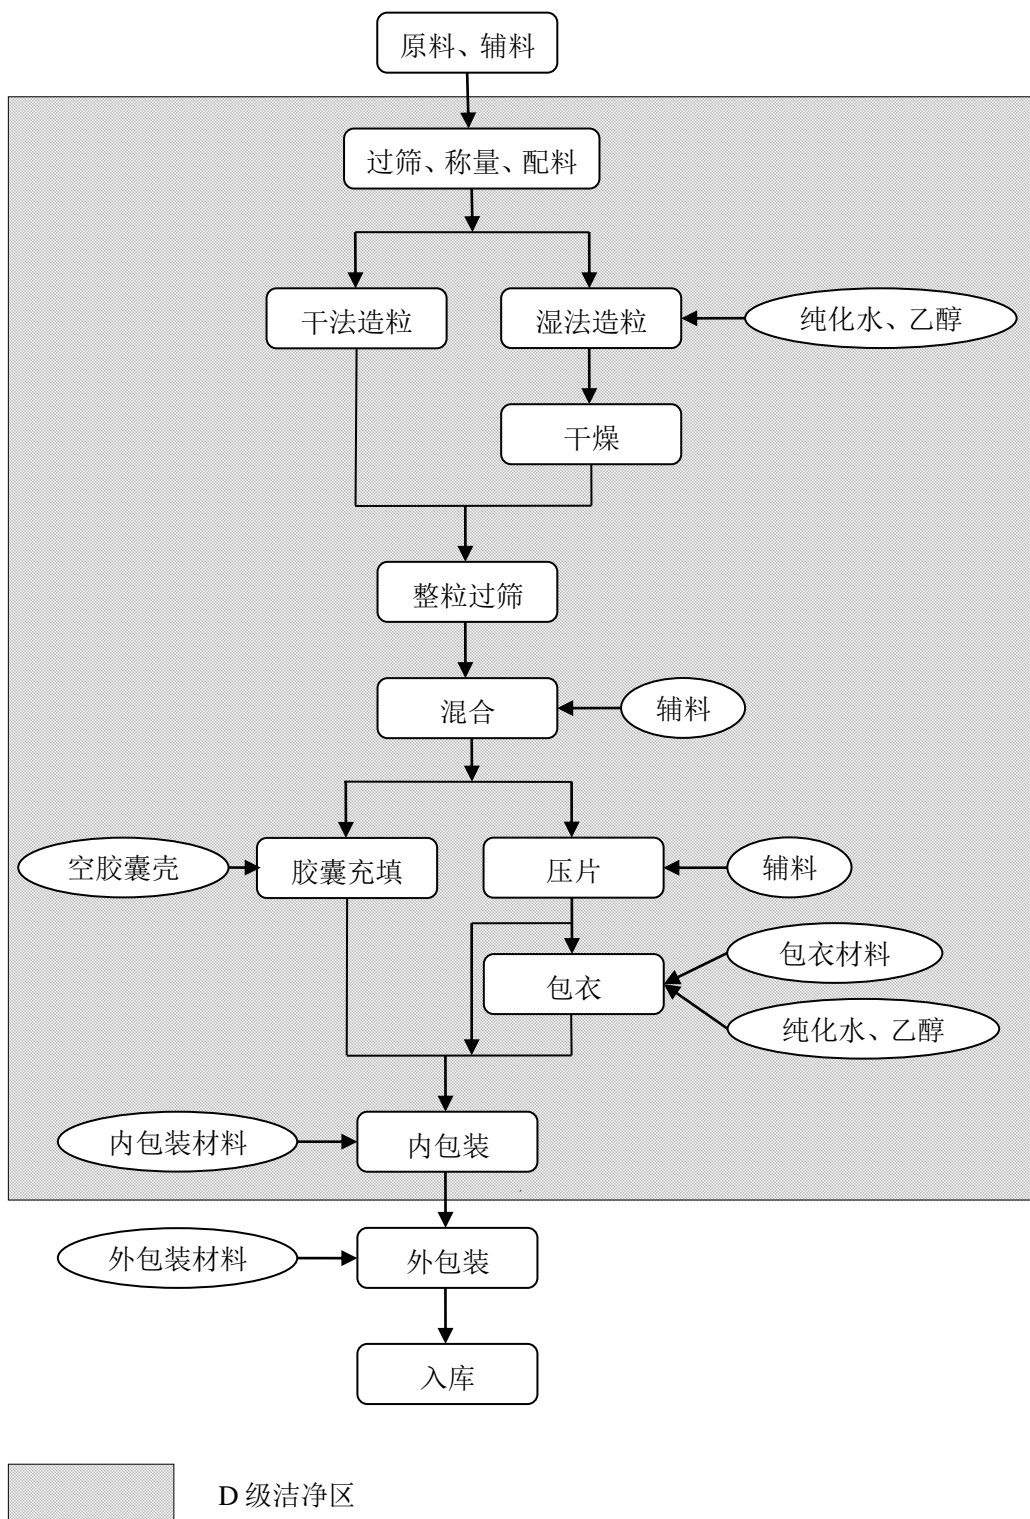 原料、辅料
过筛、称量、配料
干法造粒
湿法造粒
纯化水、乙醇
干燥
整粒过筛
混合
辅料
空胶囊壳
胶囊充填
压片
辅料
包衣材料
包衣
纯化水、乙醇
内包装材料
内包装
外包装材料
外包装
入库
D 级洁净区